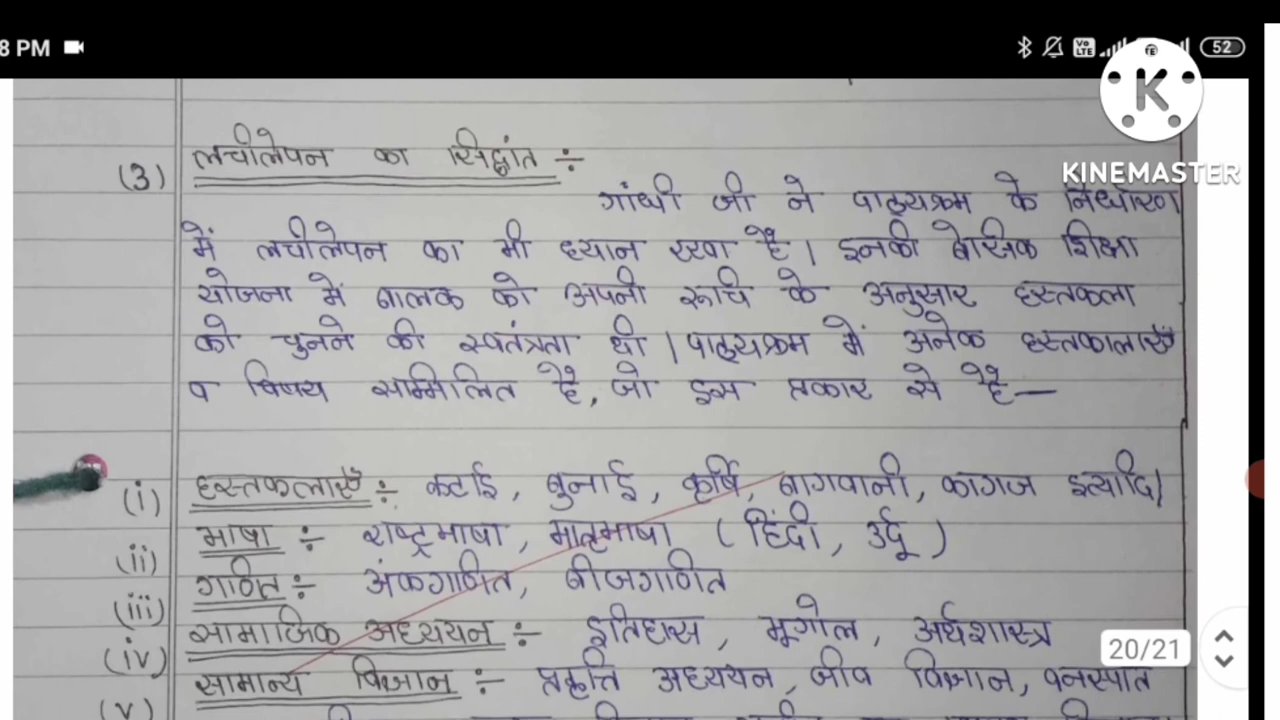 8 PM
52
K
KINEMASTER
(3) लचीलेपन का सिद्धांत ÷
गांधी जी ने पाठ्यक्रम के निर्धारण
में लचीलेपन का भी ध्यान रखा है। इनकी बेसिक शिक्षा
योजना में बालक को अपनी रूचि के अनुसार हस्तकला
को चुनने की स्वतंत्रता थी। पाठ्यक्रम में अनेक हस्तकालाएँ
व विषय सम्मिलित है, जो इस प्रकार से है—
(i) हस्तकलाएँ ÷ कटाई, बुनाई, कृर्षि, बागवानी, कागज इत्यादि।
(ii) भाषा ÷ राष्ट्रभाषा, मातृभाषा (हिंदी, उर्दू)
(iii) गणित ÷ अंकगणित, बीजगणित
(iv) सामाजिक अध्ययन ÷ इतिहास, भूगोल, अर्थशास्त्र
20/21
(v) सामान्य विज्ञान ÷ प्रकृत्ति अध्ययन, जीव विज्ञान, वनस्पति